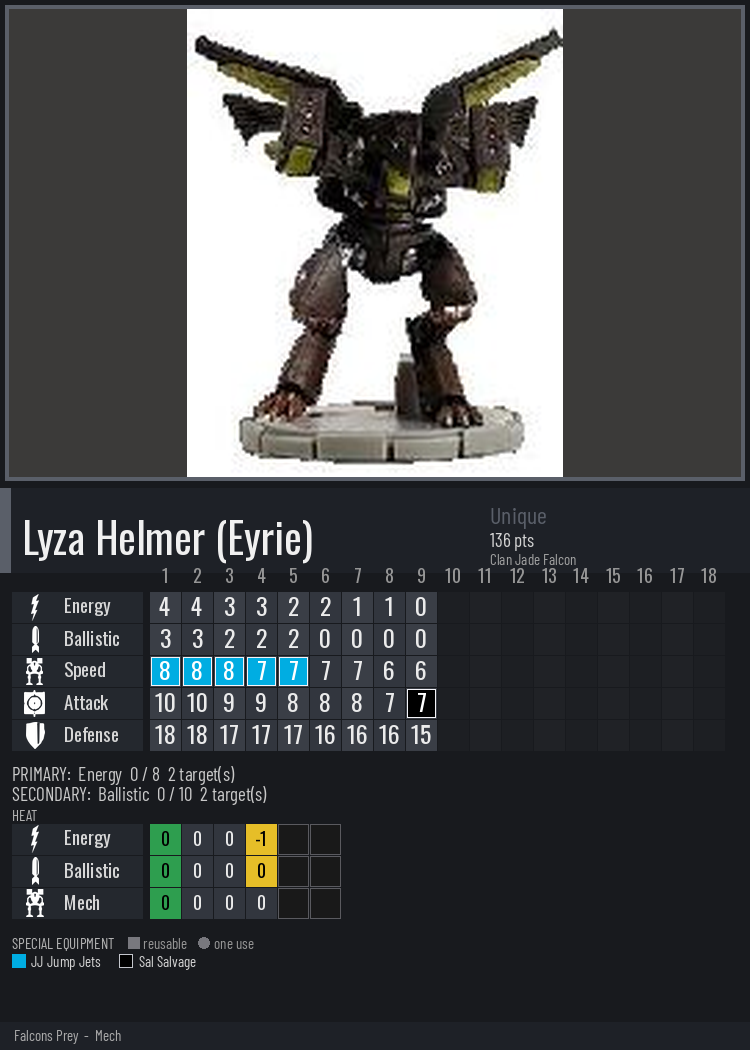 Lyza Helmer (Eyrie)
Unique
136 pts
Clan Jade Falcon
1 2 3 4 5 6 7 8 9 10 11 12 13 14 15 16 17 18
Energy 4 4 3 3 2 2 1 1 0
Ballistic 3 3 2 2 2 0 0 0 0
Speed 8 8 8 7 7 7 7 6 6
Attack 10 10 9 9 8 8 8 7 7
Defense 18 18 17 17 17 16 16 16 15
PRIMARY: Energy 0 / 8 2 target(s)
SECONDARY: Ballistic 0 / 10 2 target(s)
HEAT
Energy 0 0 0 -1
Ballistic 0 0 0 0
Mech 0 0 0 0
SPECIAL EQUIPMENT reusable one use
JJ Jump Jets Sal Salvage
Falcons Prey - Mech